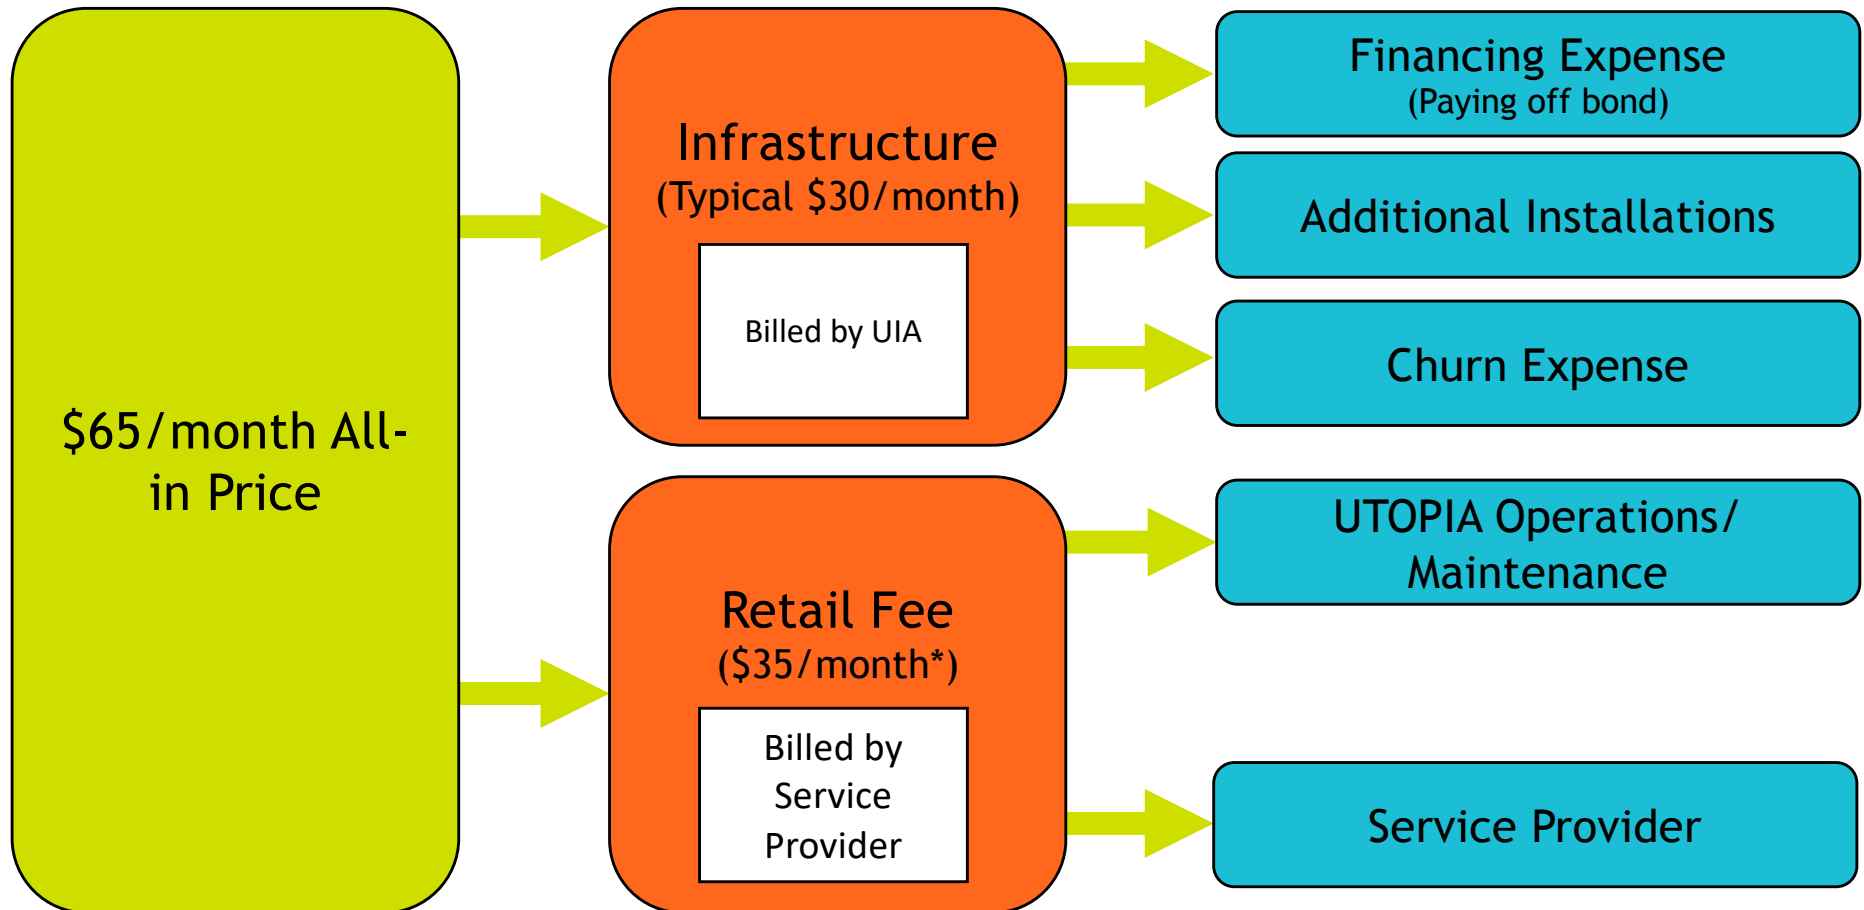 $65/month All-
in Price
Infrastructure
(Typical $30/month)
Billed by UIA
Retail Fee
($35/month*)
Billed by
Service
Provider
Financing Expense
(Paying off bond)
Additional Installations
Churn Expense
UTOPIA Operations/
Maintenance
Service Provider